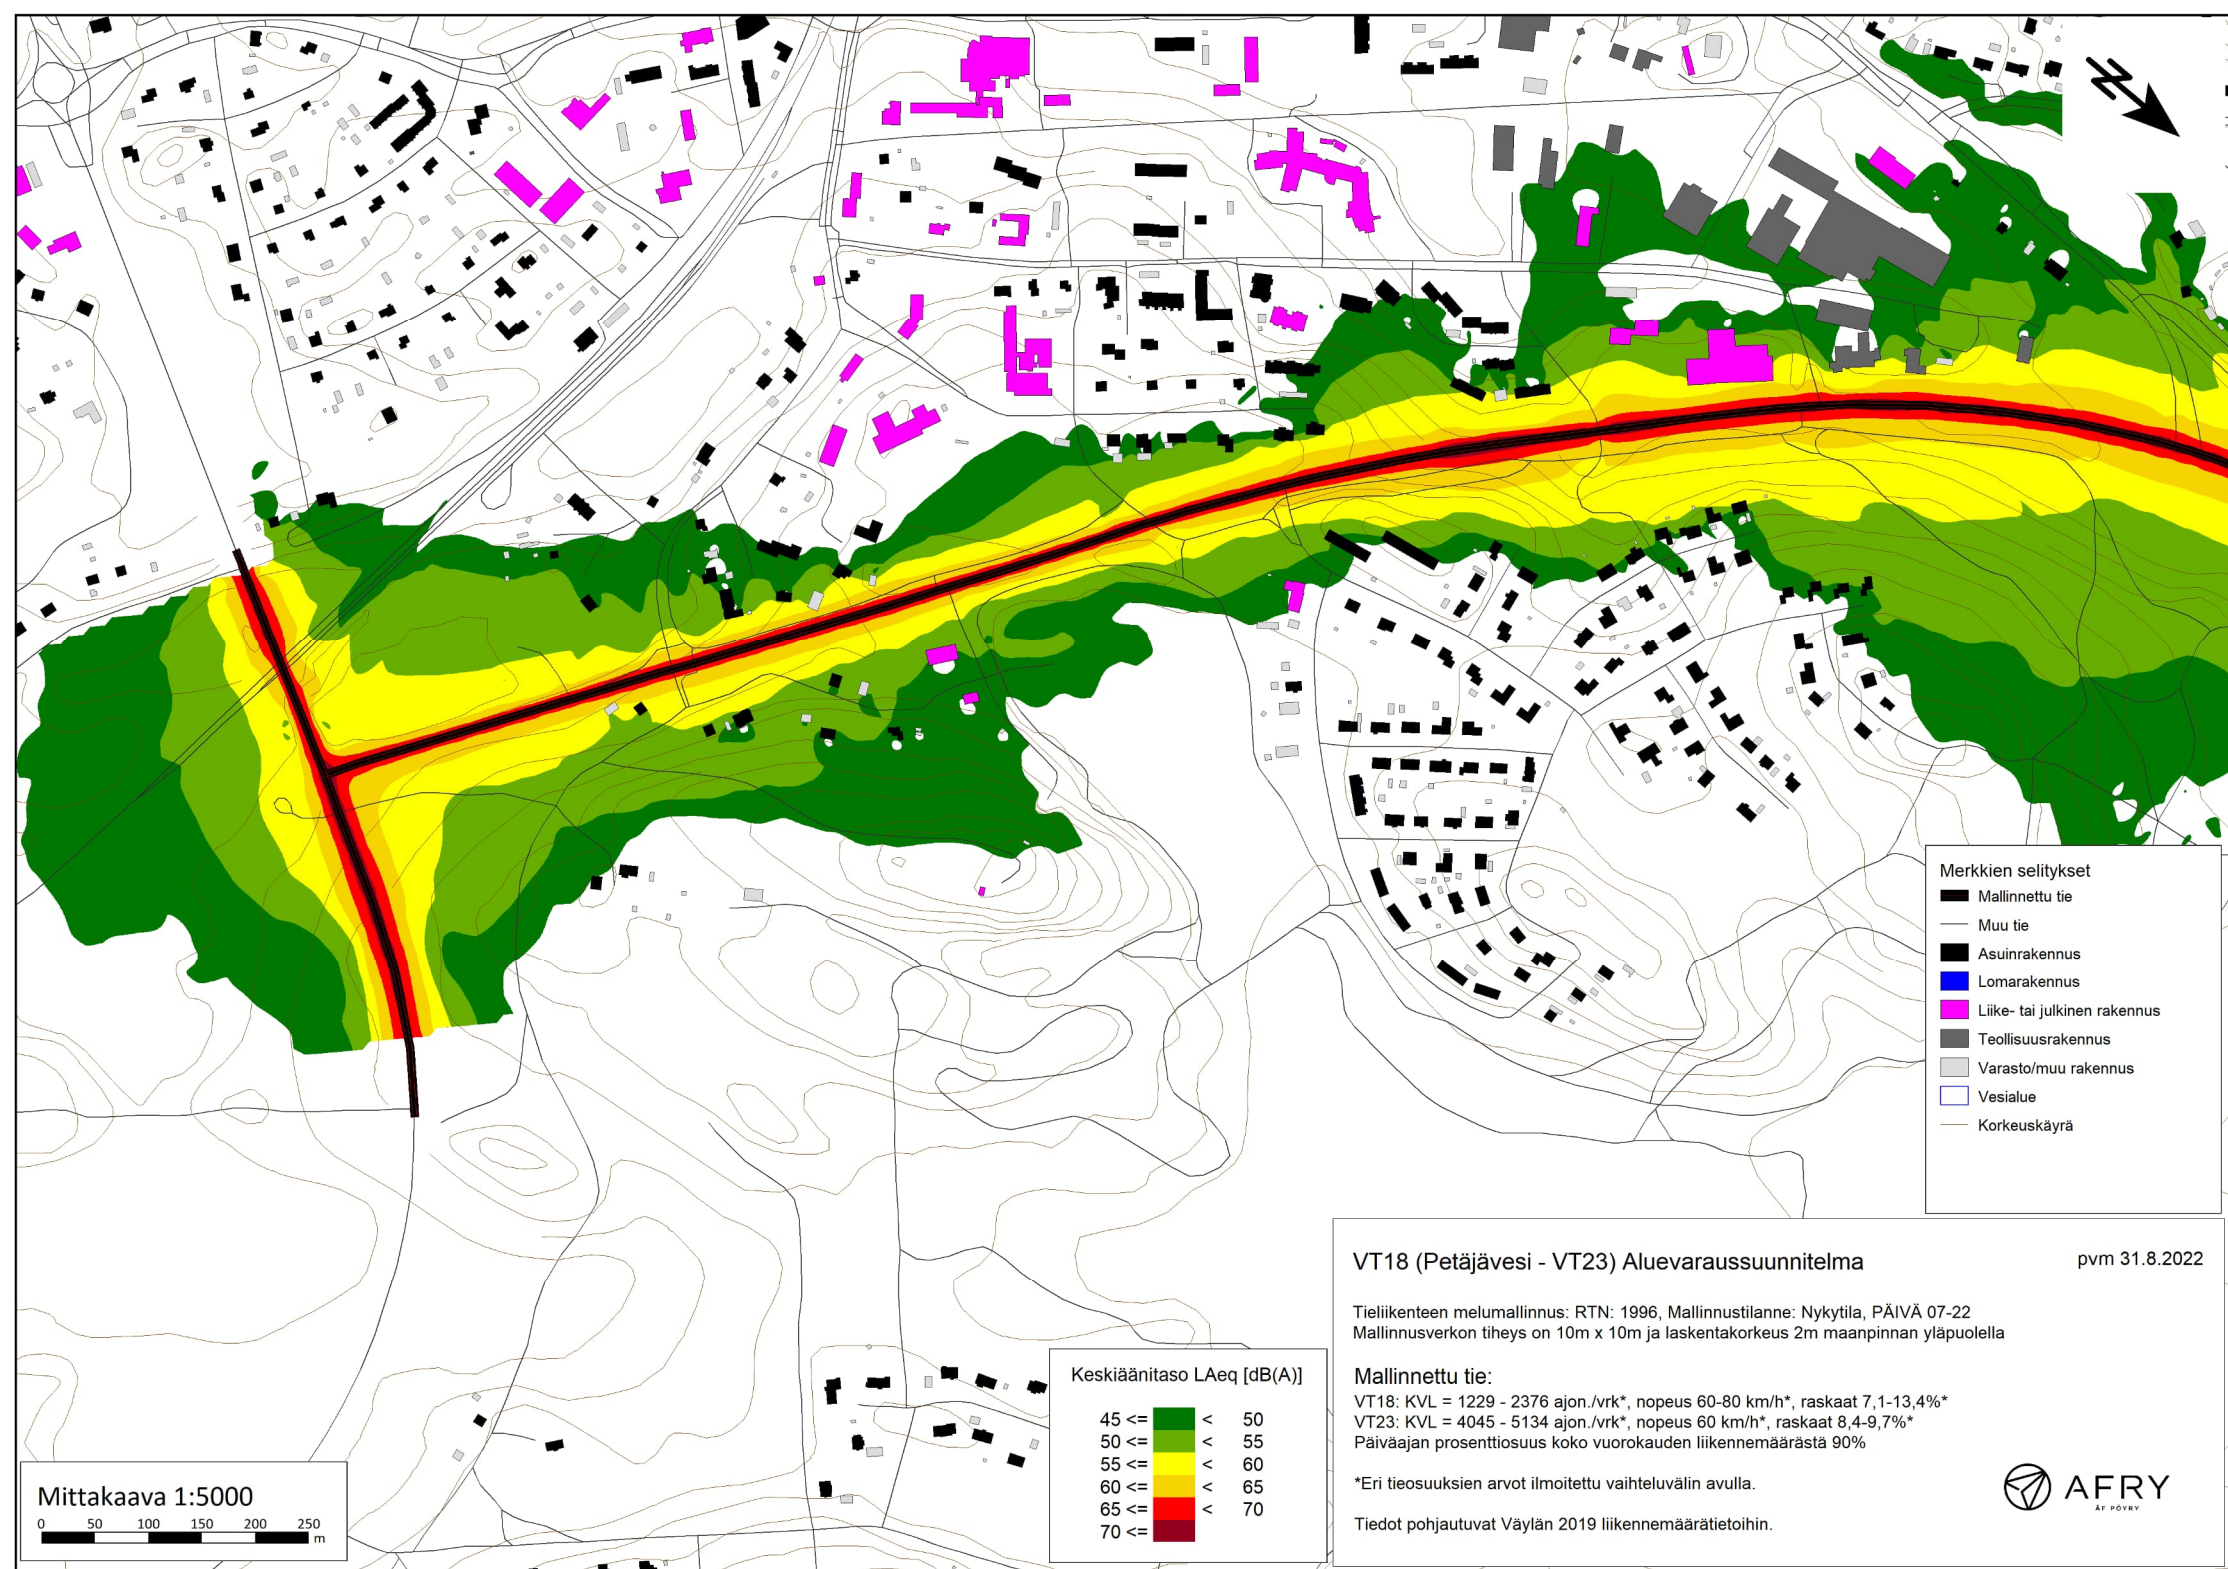 Merkkien selitykset
Mallinnettu tie
Muu tie
Asuinrakennus
Lomarakennus
Liike- tai julkinen rakennus
Teollisuusrakennus
Varasto/muu rakennus
Vesialue
Korkeuskäyrä
VT18 (Petäjävesi - VT23) Aluevaraussuunnitelma pvm 31.8.2022
Tieliikenteen melumallinnus: RTN: 1996, Mallinnustilanne: Nykytila, PÄIVÄ 07-22
Mallinnusverkon tiheys on 10m x 10m ja laskentakorkeus 2m maanpinnan yläpuolella
Mallinnettu tie:
VT18: KVL = 1229 - 2376 ajon./vrk*, nopeus 60-80 km/h*, raskaat 7,1-13,4%*
VT23: KVL = 4045 - 5134 ajon./vrk*, nopeus 60 km/h*, raskaat 8,4-9,7%*
Päiväajan prosenttiosuus koko vuorokauden liikennemäärästä 90%
*Eri tieosuuksien arvot ilmoitettu vaihteluvälin avulla.
Tiedot pohjautuvat Väylän 2019 liikennemäärätietoihin.
AFRY
ÅF PÖYRY
Keskiäänitaso LAeq [dB(A)]
45 <= < 50
50 <= < 55
55 <= < 60
60 <= < 65
65 <= < 70
70 <=
Mittakaava 1:5000
0 50 100 150 200 250
m
N